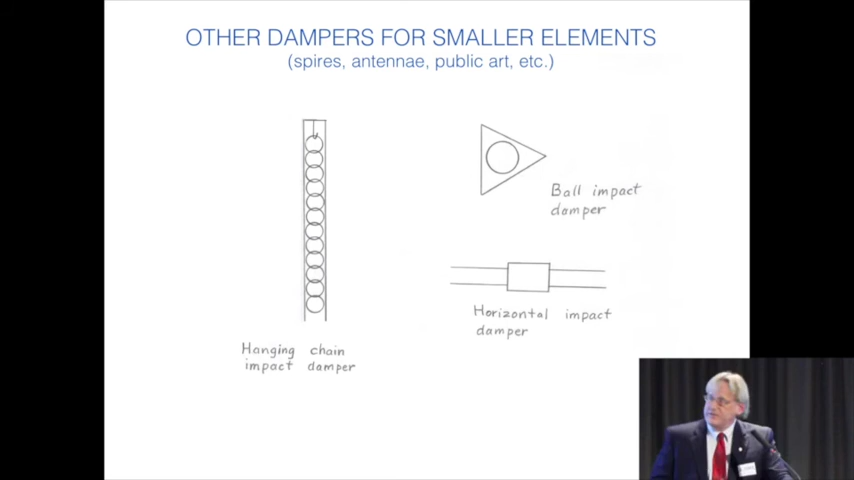 OTHER DAMPERS FOR SMALLER ELEMENTS
(spires, antennae, public art, etc.)
Ball impact
damper
Horizontal impact
damper
Hanging chain
impact damper